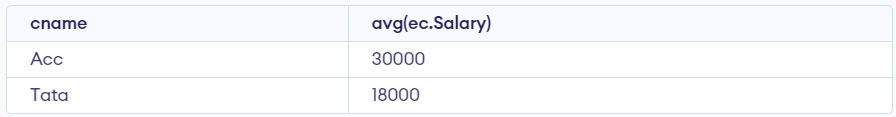 cname avg(ec.Salary)
Acc 30000
Tata 18000